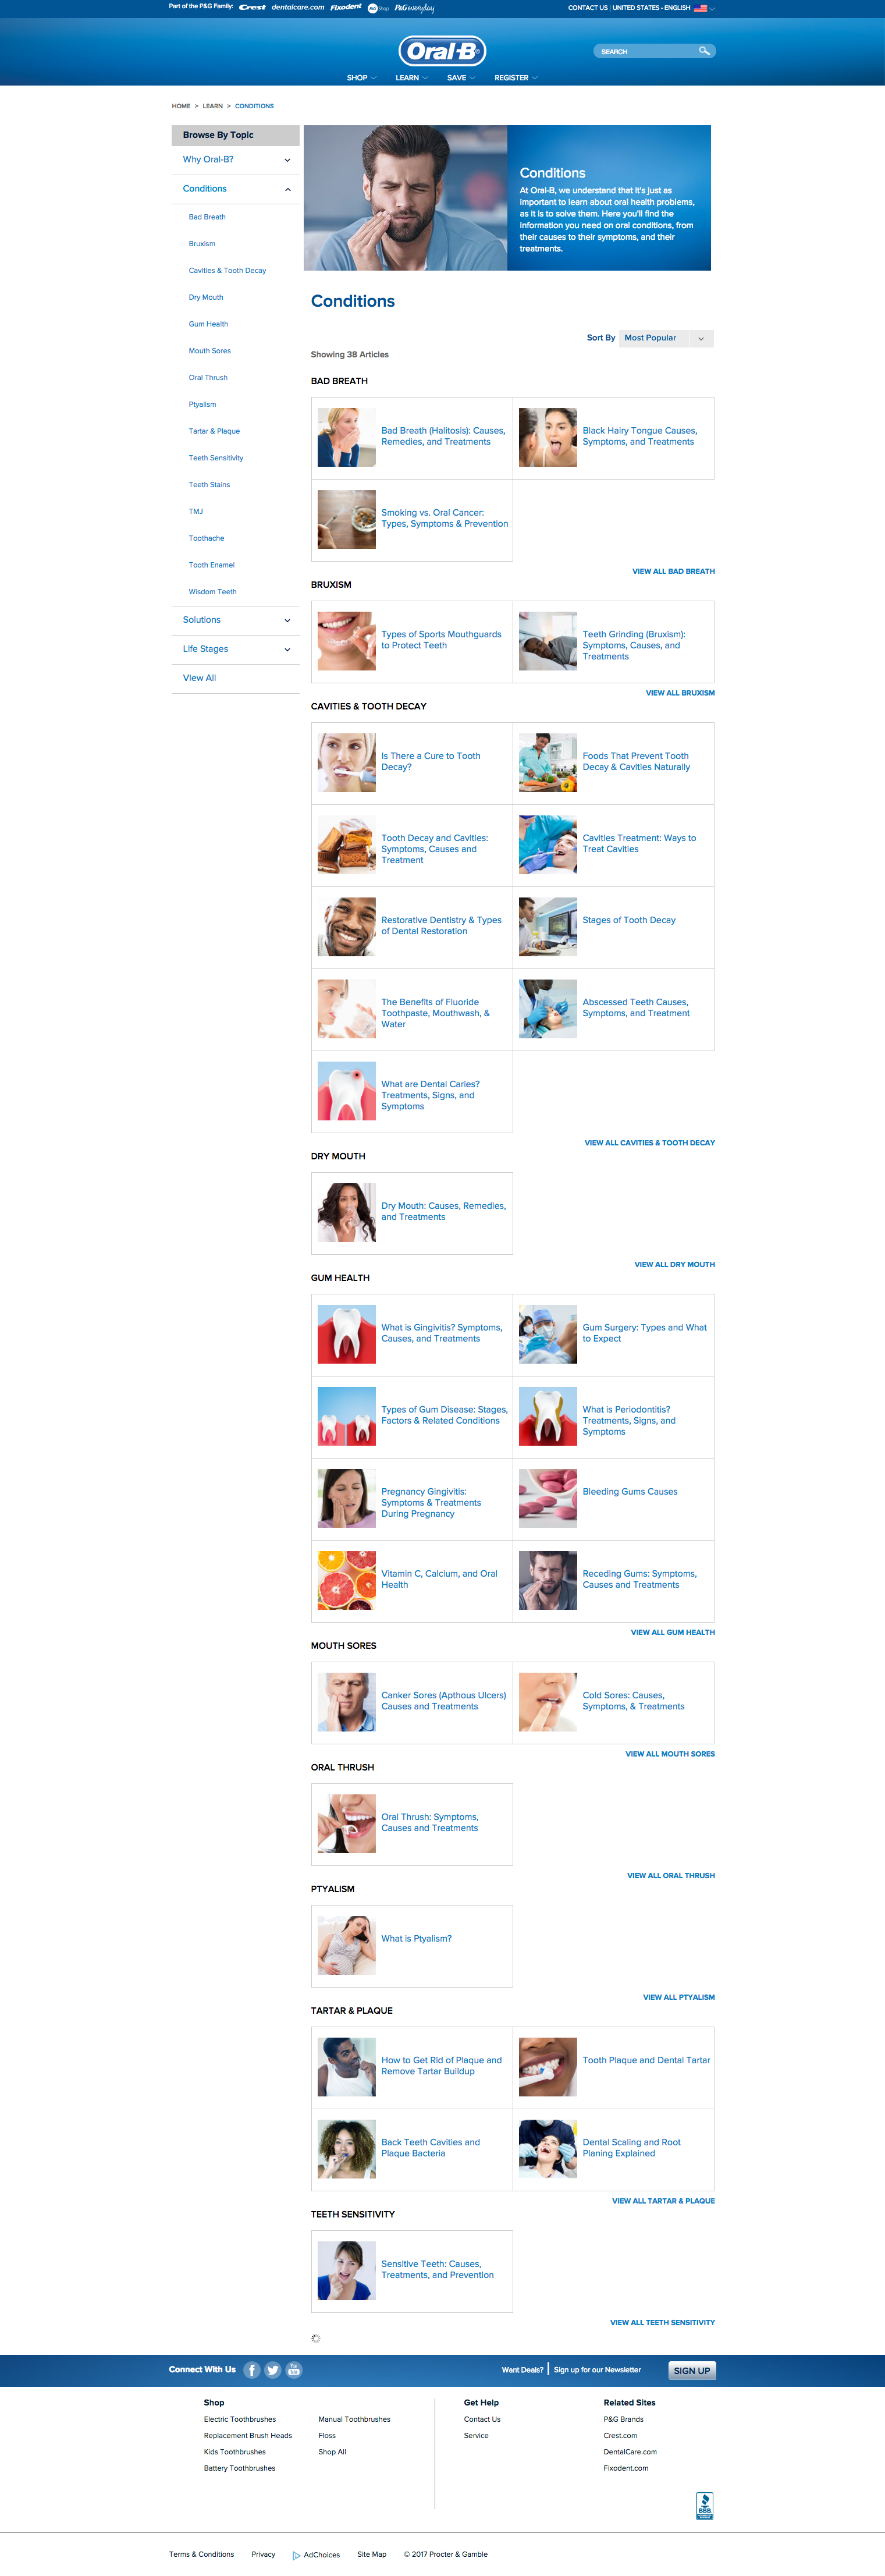 Part of the P&G Family: Crest dentalcare.com Fixodent P&G Shop P&G everyday
CONTACT US | UNITED STATES - ENGLISH
Oral-B
SEARCH
SHOP LEARN SAVE REGISTER
HOME > LEARN > CONDITIONS
Browse By Topic
Why Oral-B?
Conditions
Bad Breath
Bruxism
Cavities & Tooth Decay
Dry Mouth
Gum Health
Mouth Sores
Oral Thrush
Ptyalism
Tartar & Plaque
Teeth Sensitivity
Teeth Stains
TMJ
Toothache
Tooth Enamel
Wisdom Teeth
Solutions
Life Stages
View All
Conditions
At Oral-B, we understand that it's just as
important to learn about oral health problems,
as it is to solve them. Here you'll find the
information you need on oral conditions, from
their causes to their symptoms, and their
treatments.
Conditions
Sort By Most Popular
Showing 38 Articles
BAD BREATH
Bad Breath (Halitosis): Causes,
Remedies, and Treatments
Black Hairy Tongue Causes,
Symptoms, and Treatments
Smoking vs. Oral Cancer:
Types, Symptoms & Prevention
VIEW ALL BAD BREATH
BRUXISM
Types of Sports Mouthguards
to Protect Teeth
Teeth Grinding (Bruxism):
Symptoms, Causes, and
Treatments
VIEW ALL BRUXISM
CAVITIES & TOOTH DECAY
Is There a Cure to Tooth
Decay?
Foods That Prevent Tooth
Decay & Cavities Naturally
Tooth Decay and Cavities:
Symptoms, Causes and
Treatment
Cavities Treatment: Ways to
Treat Cavities
Restorative Dentistry & Types
of Dental Restoration
Stages of Tooth Decay
The Benefits of Fluoride
Toothpaste, Mouthwash, &
Water
Abscessed Teeth Causes,
Symptoms, and Treatment
What are Dental Caries?
Treatments, Signs, and
Symptoms
VIEW ALL CAVITIES & TOOTH DECAY
DRY MOUTH
Dry Mouth: Causes, Remedies,
and Treatments
VIEW ALL DRY MOUTH
GUM HEALTH
What is Gingivitis? Symptoms,
Causes, and Treatments
Gum Surgery: Types and What
to Expect
Types of Gum Disease: Stages,
Factors & Related Conditions
What is Periodontitis?
Treatments, Signs, and
Symptoms
Pregnancy Gingivitis:
Symptoms & Treatments
During Pregnancy
Bleeding Gums Causes
Vitamin C, Calcium, and Oral
Health
Receding Gums: Symptoms,
Causes and Treatments
VIEW ALL GUM HEALTH
MOUTH SORES
Canker Sores (Apthous Ulcers)
Causes and Treatments
Cold Sores: Causes,
Symptoms, & Treatments
VIEW ALL MOUTH SORES
ORAL THRUSH
Oral Thrush: Symptoms,
Causes and Treatments
VIEW ALL ORAL THRUSH
PTYALISM
What is Ptyalism?
VIEW ALL PTYALISM
TARTAR & PLAQUE
How to Get Rid of Plaque and
Remove Tartar Buildup
Tooth Plaque and Dental Tartar
Back Teeth Cavities and
Plaque Bacteria
Dental Scaling and Root
Planing Explained
VIEW ALL TARTAR & PLAQUE
TEETH SENSITIVITY
Sensitive Teeth: Causes,
Treatments, and Prevention
VIEW ALL TEETH SENSITIVITY
Connect With Us
Want Deals? | Sign up for our Newsletter
SIGN UP
Shop
Electric Toothbrushes
Replacement Brush Heads
Kids Toothbrushes
Battery Toothbrushes
Manual Toothbrushes
Floss
Shop All
Get Help
Contact Us
Service
Related Sites
P&G Brands
Crest.com
DentalCare.com
Fixodent.com
BBB
Terms & Conditions Privacy AdChoices Site Map © 2017 Procter & Gamble